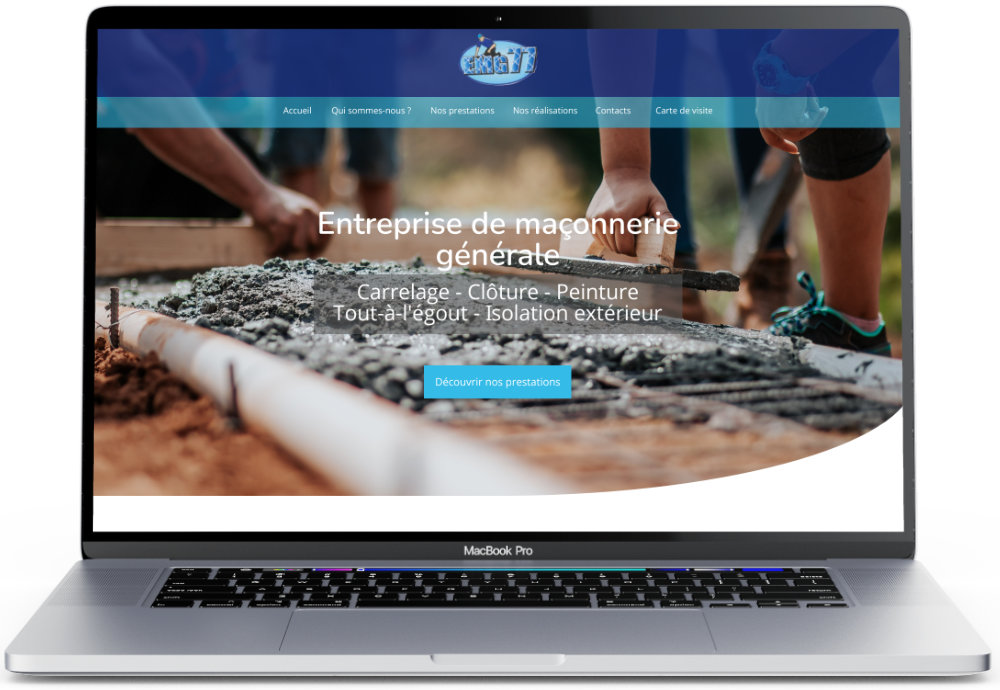 EMG77
Accueil Qui sommes-nous ? Nos prestations Nos réalisations Contacts Carte de visite
Entreprise de maçonnerie
générale
Carrelage - Clôture - Peinture
Tout-à-l'égout - Isolation extérieur
Découvrir nos prestations
MacBook Pro